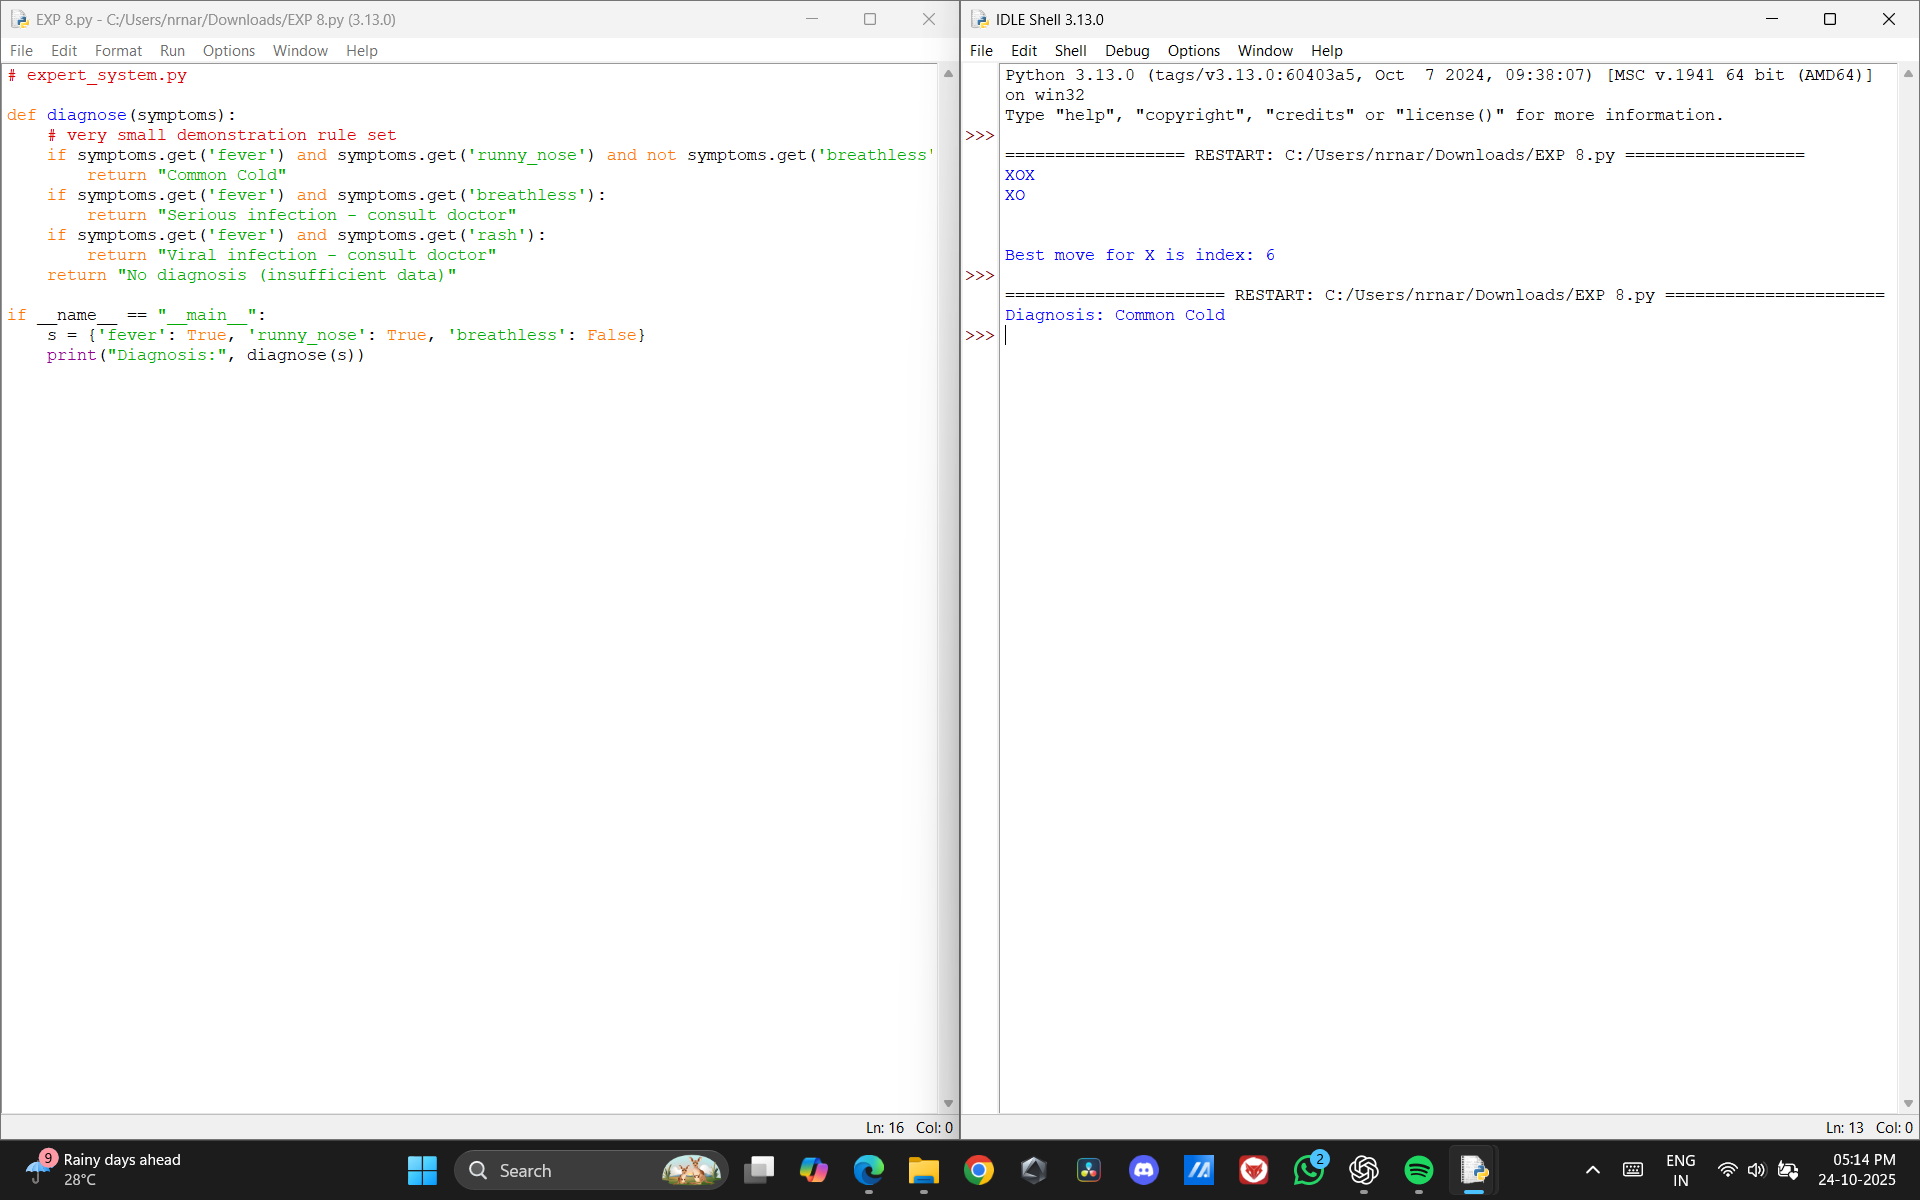 EXP 8.py - C:/Users/nrnar/Downloads/EXP 8.py (3.13.0)
File Edit Format Run Options Window Help
# expert_system.py
def diagnose(symptoms):
    # very small demonstration rule set
    if symptoms.get('fever') and symptoms.get('runny_nose') and not symptoms.get('breathless'
        return "Common Cold"
    if symptoms.get('fever') and symptoms.get('breathless'):
        return "Serious infection - consult doctor"
    if symptoms.get('fever') and symptoms.get('rash'):
        return "Viral infection - consult doctor"
    return "No diagnosis (insufficient data)"
if __name__ == "__main__":
    s = {'fever': True, 'runny_nose': True, 'breathless': False}
    print("Diagnosis:", diagnose(s))
Ln: 16 Col: 0
IDLE Shell 3.13.0
File Edit Shell Debug Options Window Help
Python 3.13.0 (tags/v3.13.0:60403a5, Oct  7 2024, 09:38:07) [MSC v.1941 64 bit (AMD64)]
on win32
Type "help", "copyright", "credits" or "license()" for more information.
>>>
================== RESTART: C:/Users/nrnar/Downloads/EXP 8.py ==================
XOX
XO
Best move for X is index: 6
>>>
====================== RESTART: C:/Users/nrnar/Downloads/EXP 8.py ======================
Diagnosis: Common Cold
>>>
Ln: 13 Col: 0
9
Rainy days ahead
28°C
Search
2
ENG
IN
05:14 PM
24-10-2025